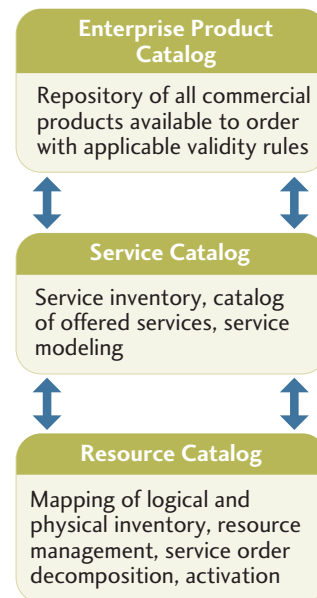 Enterprise Product
Catalog
Repository of all commercial
products available to order
with applicable validity rules
Service Catalog
Service inventory, catalog
of offered services, service
modeling
Resource Catalog
Mapping of logical and
physical inventory, resource
management, service order
decomposition, activation